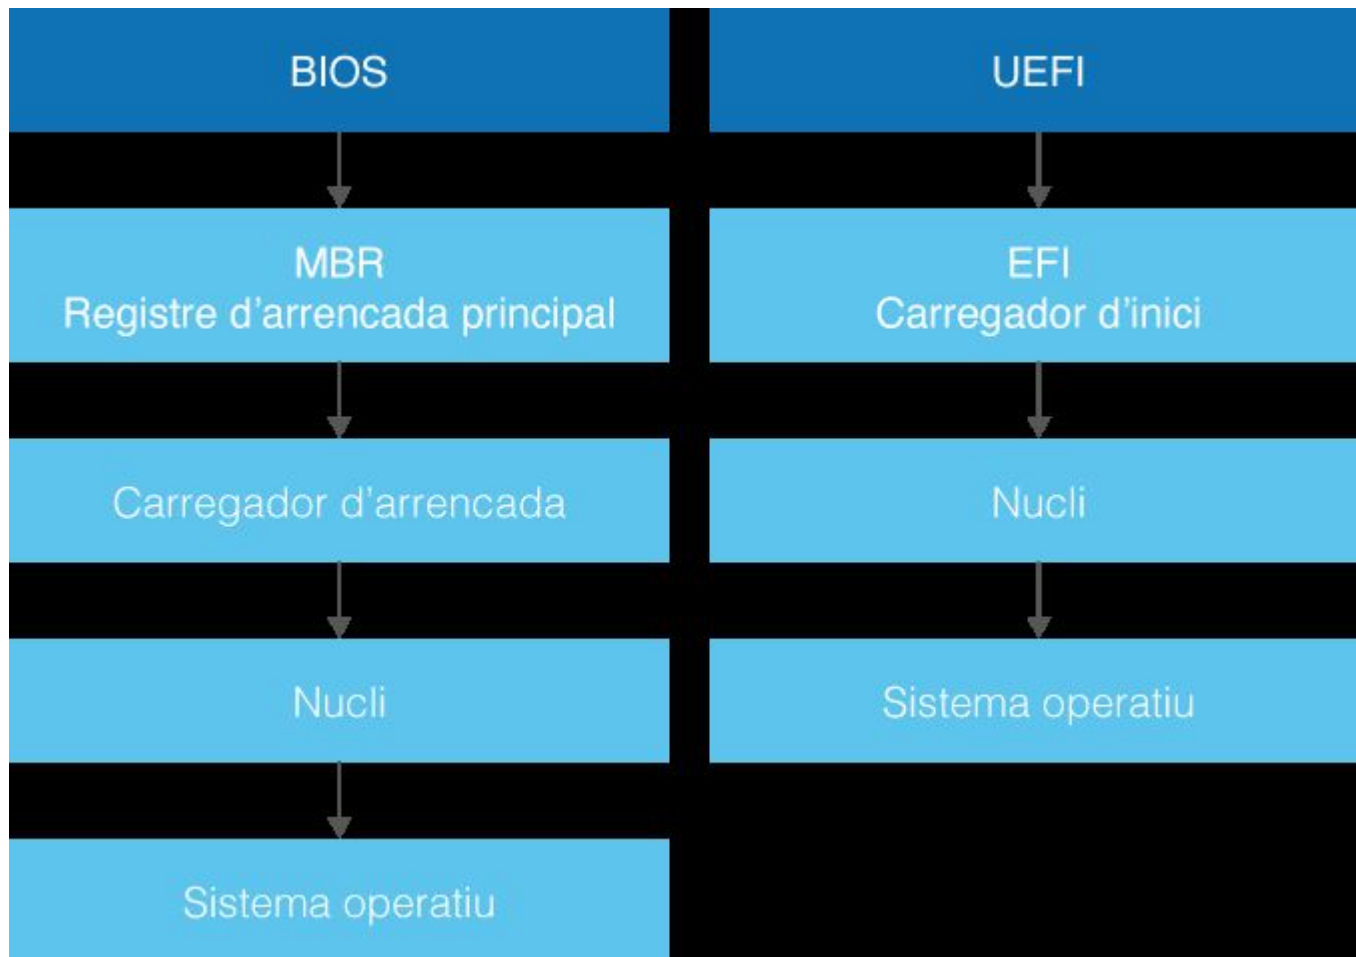 BIOS
MBR
Registre d'arrencada principal
Carregador d'arrencada
Nucli
Sistema operatiu
UEFI
EFI
Carregador d'inici
Nucli
Sistema operatiu